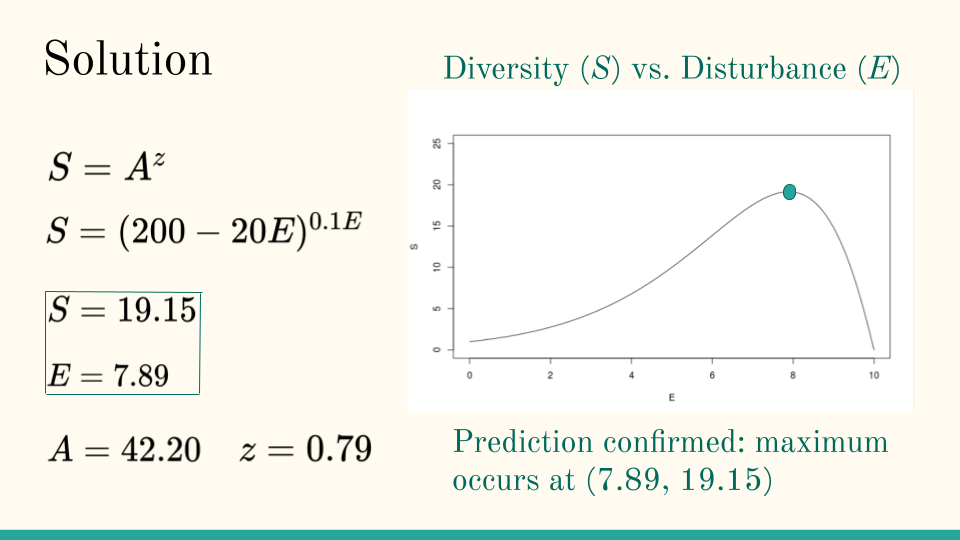 Solution
S = A^z
S = (200 − 20E)^0.1E
S = 19.15
E = 7.89
A = 42.20 z = 0.79
Diversity (S) vs. Disturbance (E)
25
20
15
10
5
0
S
0 2 4 6 8 10
E
Prediction confirmed: maximum
occurs at (7.89, 19.15)